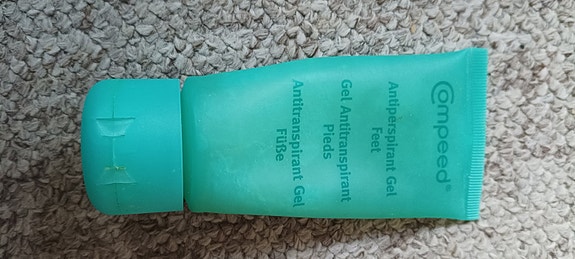 Compeed®
Antiperspirant Gel
Feet
Gel Antitranspirant
Pieds
Antitranspirant Gel
Füße